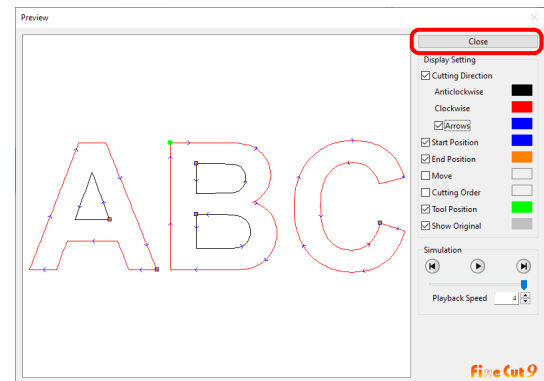 Preview
ABC
Close
Display Setting
Cutting Direction
Anticlockwise
Clockwise
Arrows
Start Position
End Position
Move
Cutting Order
Tool Position
Show Original
Simulation
Playback Speed 4
Fine Cut 9